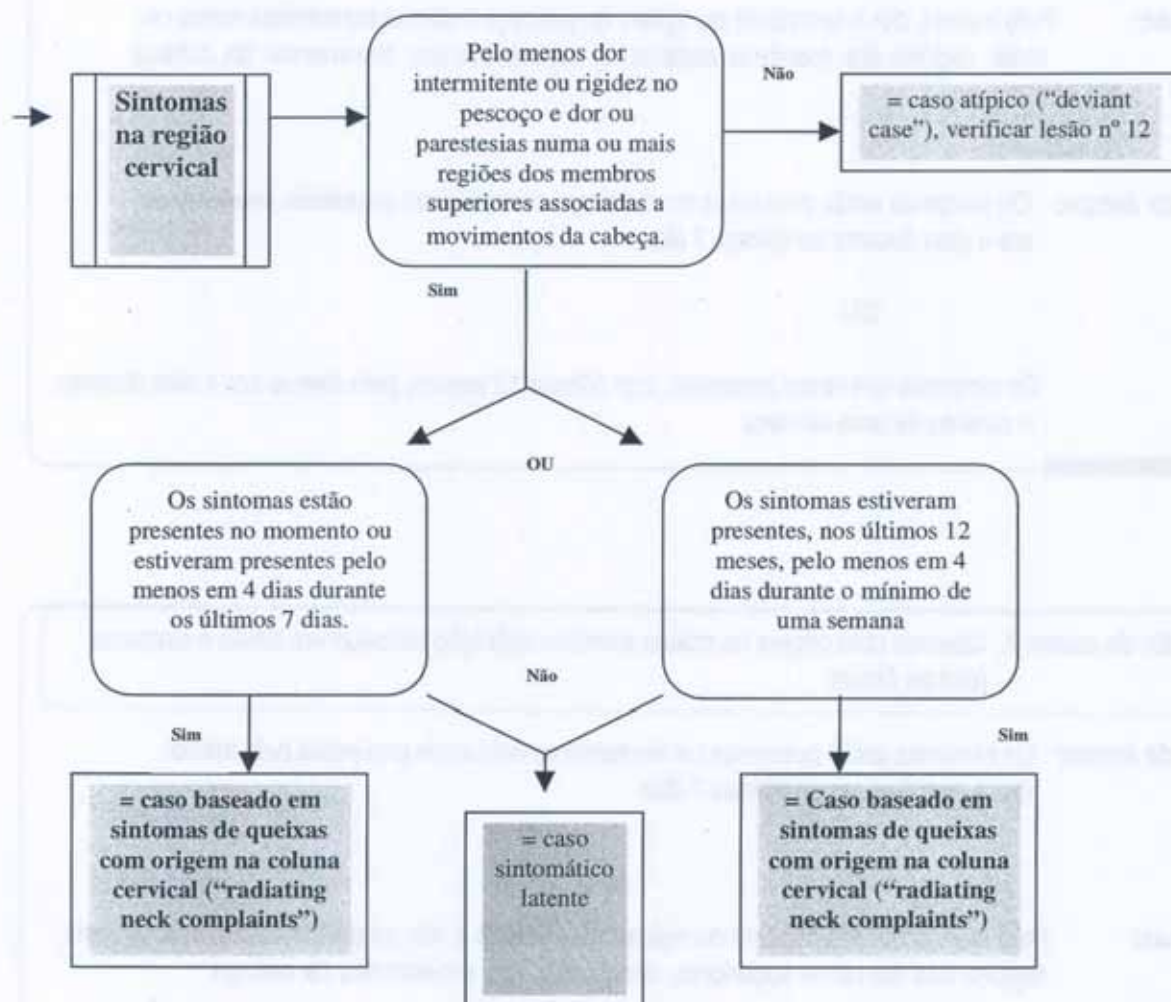 Sintomas
na região
cervical
Pelo menos dor
intermitente ou rigidez no
pescoço e dor ou
parestesias numa ou mais
regiões dos membros
superiores associadas a
movimentos da cabeça.
Não
= caso atípico ("deviant
case"), verificar lesão nº 12
Sim
OU
Os sintomas estão
presentes no momento ou
estiveram presentes pelo
menos em 4 dias durante
os últimos 7 dias.
Os sintomas estiveram
presentes, nos últimos 12
meses, pelo menos em 4
dias durante o mínimo de
uma semana
Não
Sim
Sim
= caso baseado em
sintomas de queixas
com origem na coluna
cervical ("radiating
neck complaints")
= caso
sintomático
latente
= Caso baseado em
sintomas de queixas
com origem na coluna
cervical ("radiating
neck complaints")